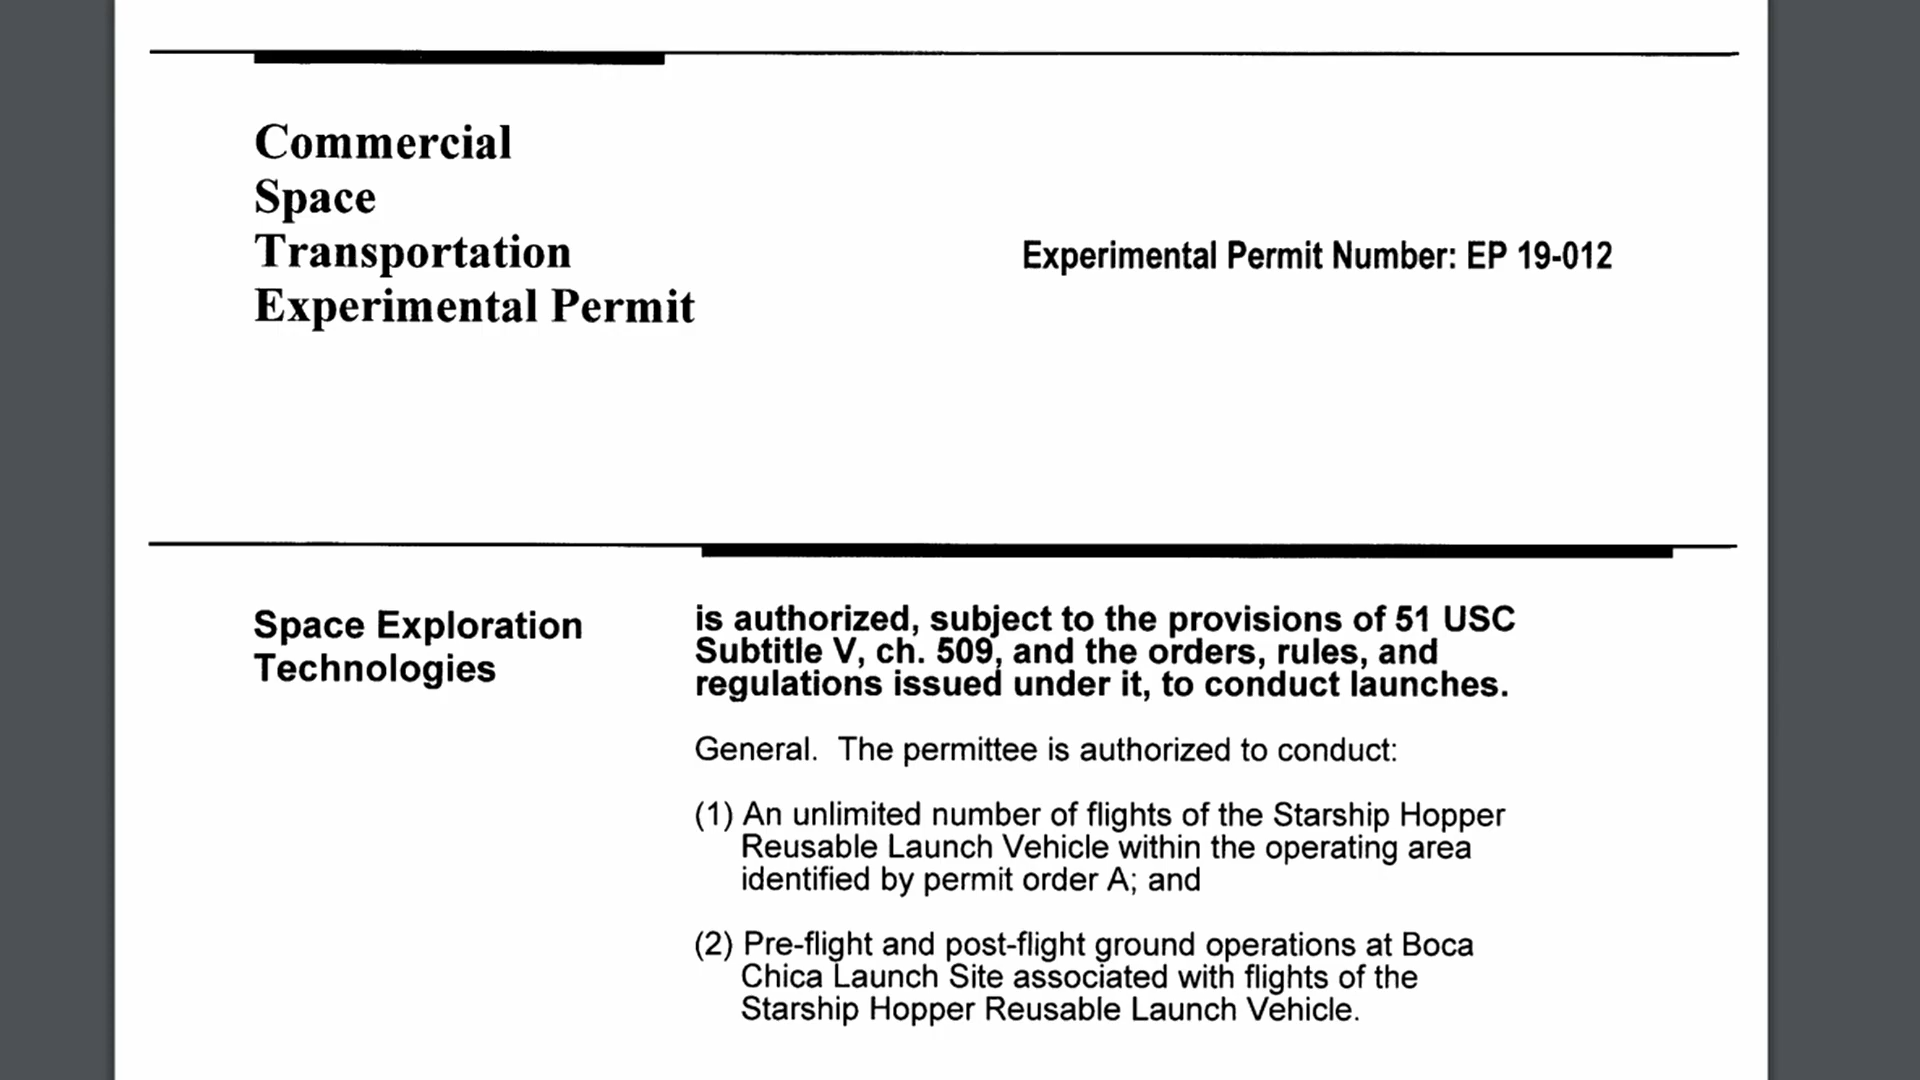 Commercial
Space
Transportation
Experimental Permit
Experimental Permit Number: EP 19-012
Space Exploration
Technologies
is authorized, subject to the provisions of 51 USC
Subtitle V, ch. 509, and the orders, rules, and
regulations issued under it, to conduct launches.
General. The permittee is authorized to conduct:
(1) An unlimited number of flights of the Starship Hopper
Reusable Launch Vehicle within the operating area
identified by permit order A; and
(2) Pre-flight and post-flight ground operations at Boca
Chica Launch Site associated with flights of the
Starship Hopper Reusable Launch Vehicle.